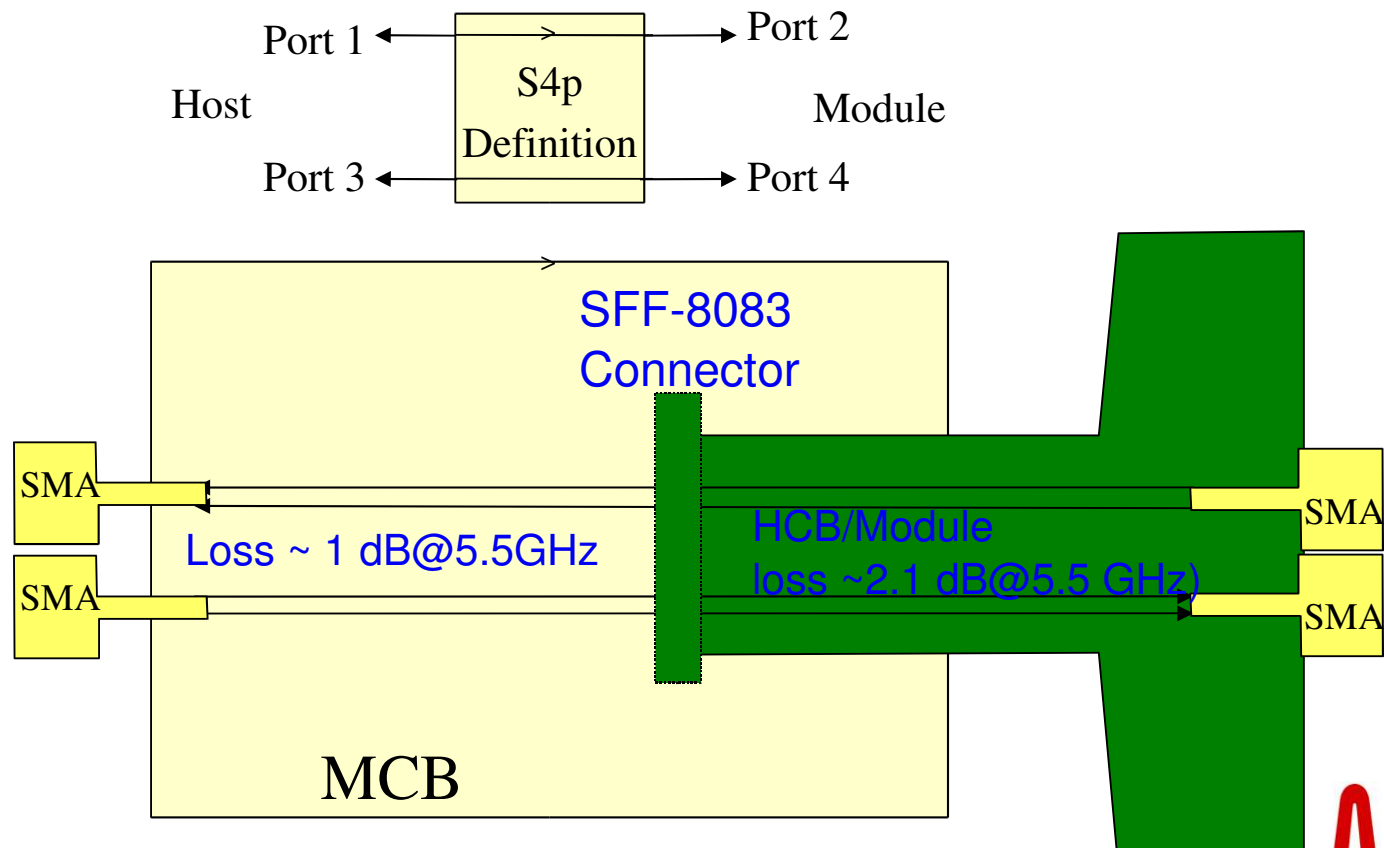 Port 1
Port 2
S4p
Definition
Host
Module
Port 3
Port 4
SFF-8083
Connector
SMA
SMA
Loss ~ 1 dB@5.5GHz
HCB/Module
loss ~2.1 dB@5.5 GHz)
SMA
SMA
MCB